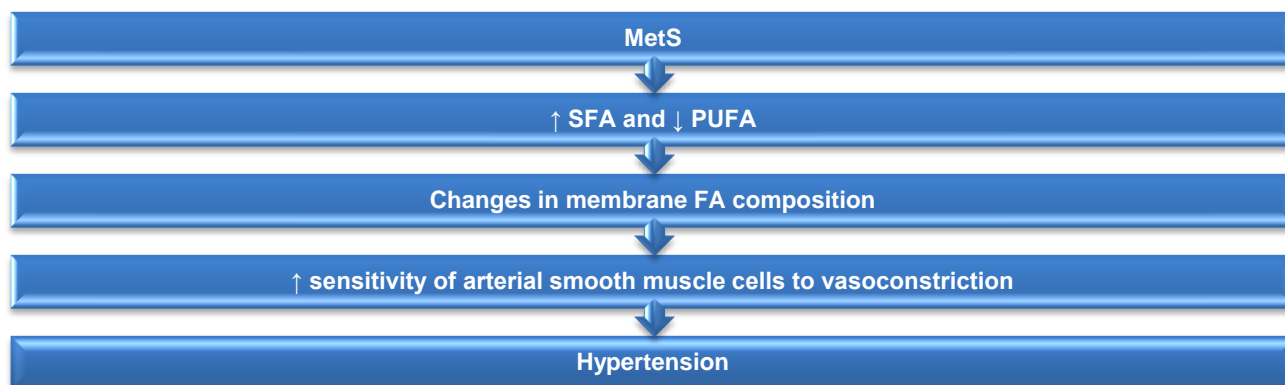 MetS
↑ SFA and ↓ PUFA
Changes in membrane FA composition
↑ sensitivity of arterial smooth muscle cells to vasoconstriction
Hypertension